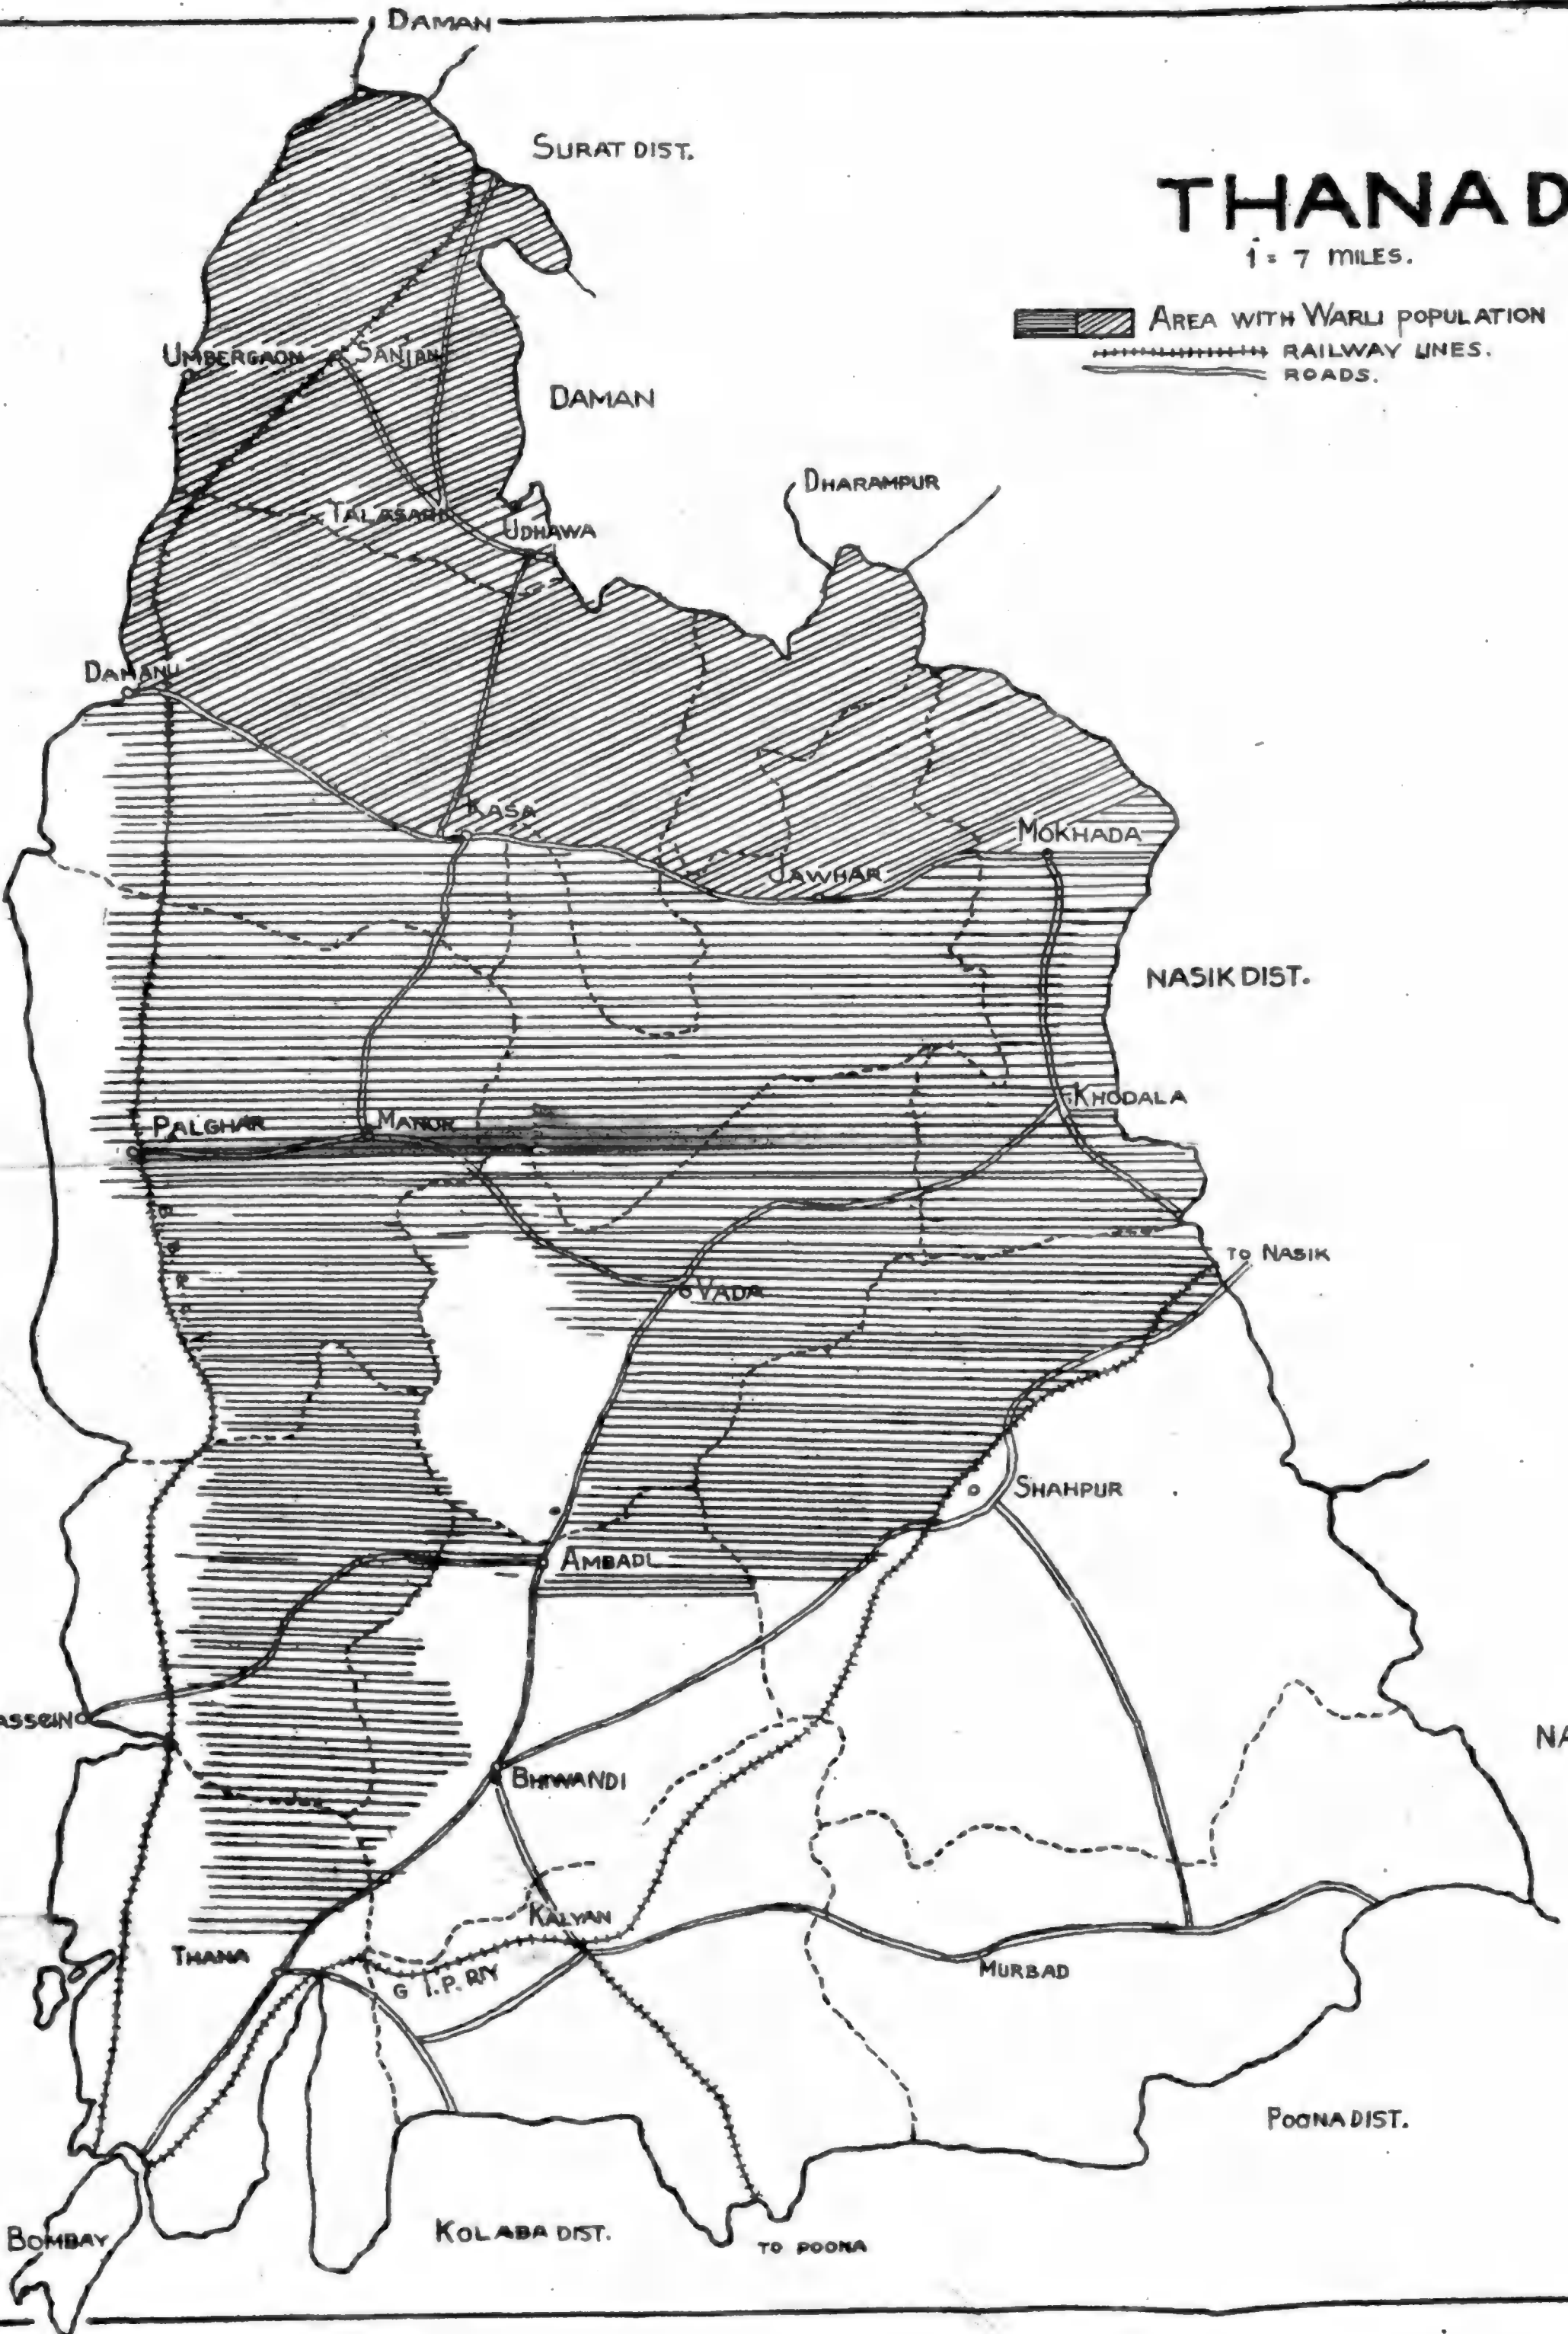 DAMAN
SURAT DIST.
THANA D
1 = 7 MILES.
AREA WITH WARLI POPULATION
RAILWAY LINES.
ROADS.
UMBERGAON
SANJAN
DAMAN
DHARAMPUR
TALASARI
UDHAWA
DAHANU
KASA
MOKHADA
JAWHAR
NASIK DIST.
KHODALA
PALGHAR
MANOR
TO NASIK
VADA
SHAHPUR
AMBADI
ASSEIN
NA
BHIWANDI
KALYAN
THANA
G I.P. RLY
MURBAD
POONA DIST.
BOMBAY
KOLABA DIST.
TO POONA